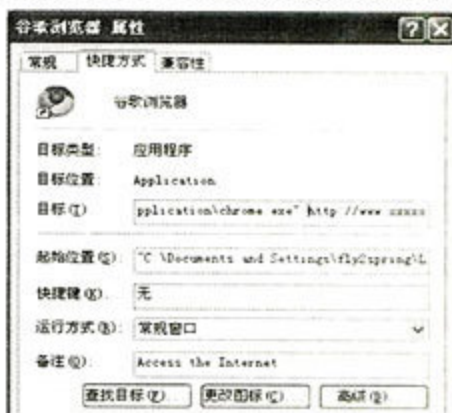 谷歌浏览器 属性
常规 快捷方式 兼容性
谷歌浏览器
目标类型: 应用程序
目标位置: Application
目标(T): pplication\chrome exe" http //www xxxxx
起始位置(S): "C \Documents and Settings\fly2spring\L
快捷键(K): 无
运行方式(R): 常规窗口
备注(O): Access the Internet
查找目标(F) 更改图标(C) 高级(D)